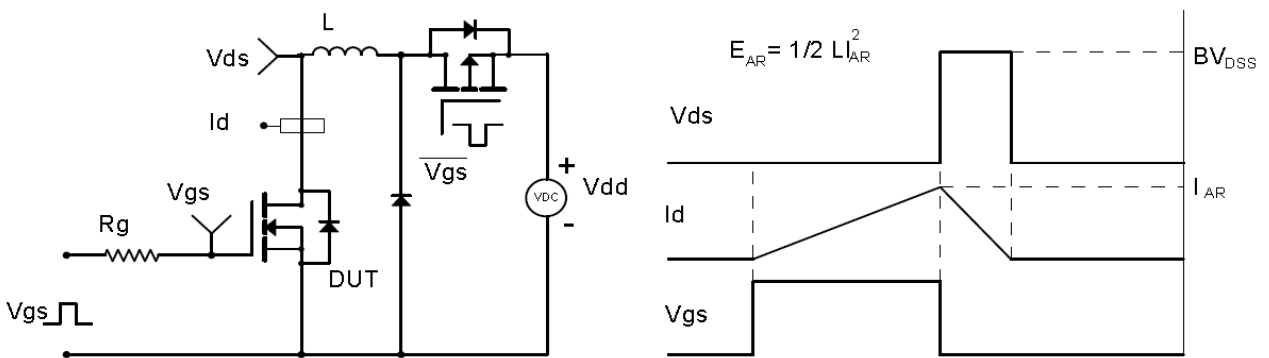 L
Vds
Id
Vgs
Vgs
+
VDC
Vdd
-
Rg
DUT
Vgs
E_AR = 1/2 LI_AR^2
BV_DSS
Vds
I_AR
Id
Vgs